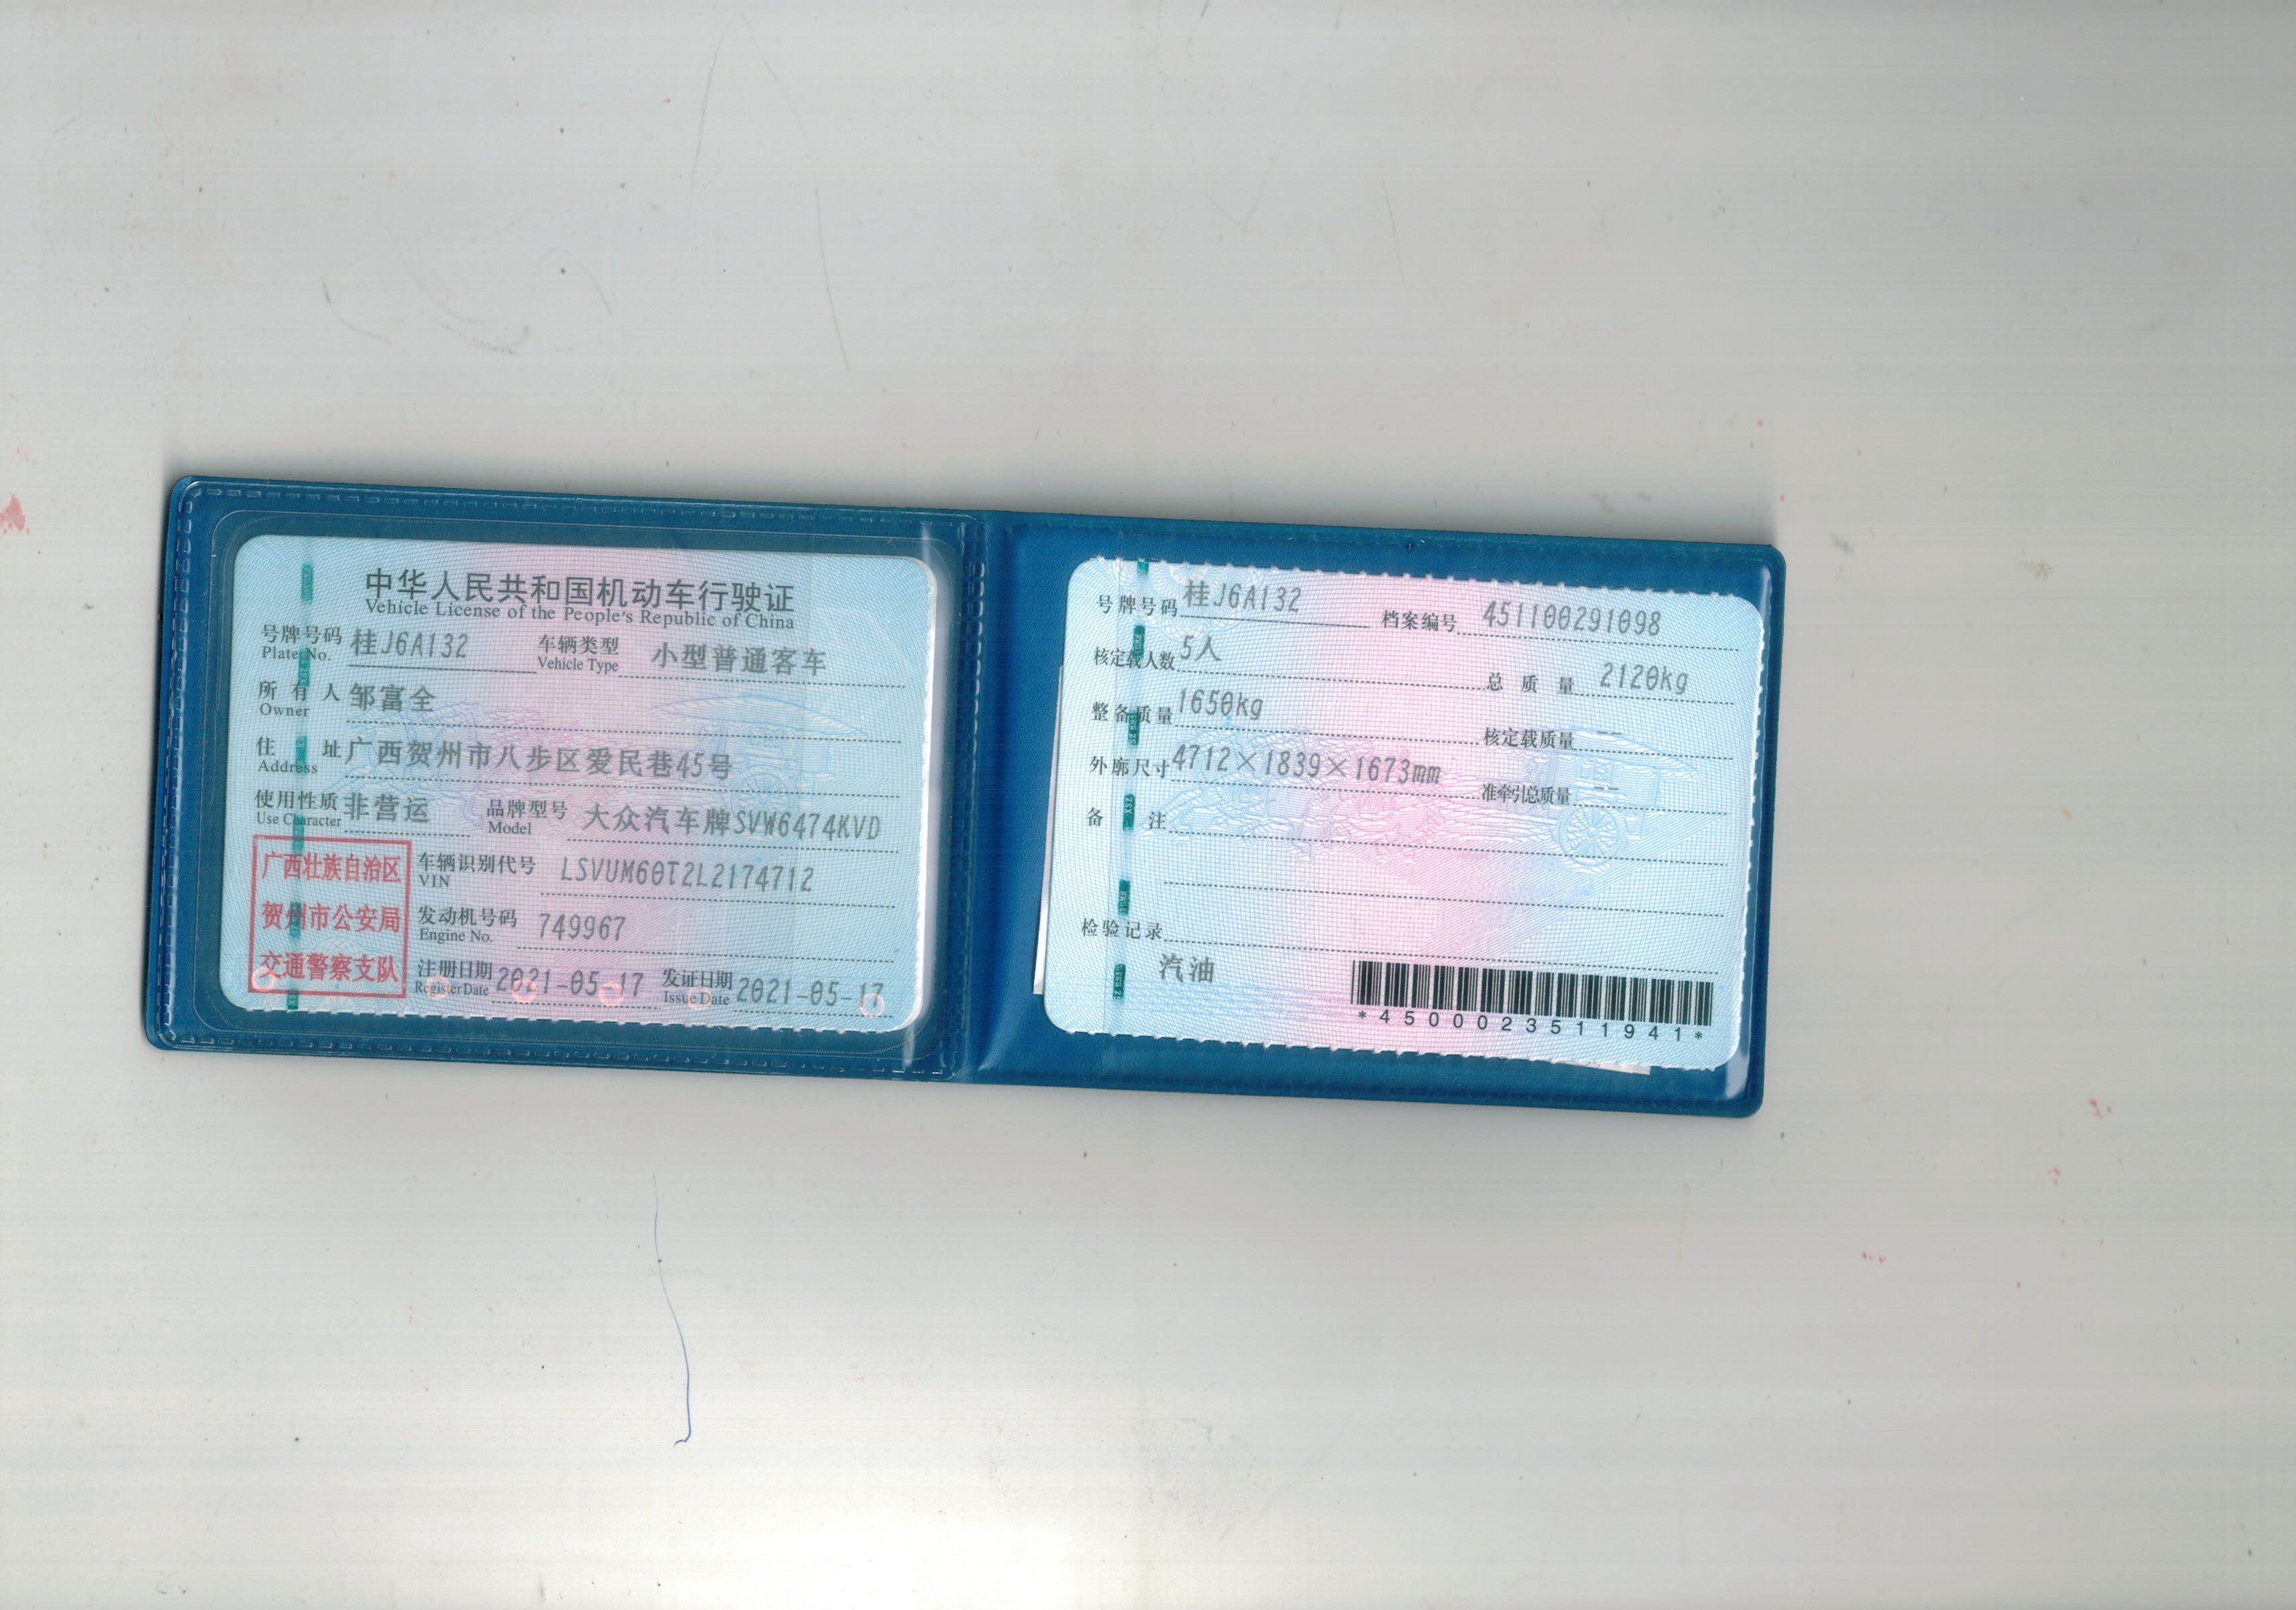 中华人民共和国机动车行驶证
Vehicle License of the People's Republic of China
号牌号码 桂J6A132 车辆类型 小型普通客车
Plate No. Vehicle Type
所有人 邹富全
Owner
住址 广西贺州市八步区爱民巷45号
Address
使用性质 非营运 品牌型号 大众汽车牌SVW6474KVD
Use Character Model
广西壮族自治区
贺州市公安局
交通警察支队
车辆识别代号 LSVUM60T2L2174712
VIN
发动机号码 749967
Engine No.
注册日期 2021-05-17 发证日期 2021-05-17
Register Date Issue Date
号牌号码 桂J6A132 档案编号 451100291098
核定载人数 5人 总质量 2120kg
整备质量 1650kg 核定载质量 --
外廓尺寸 4712×1839×1673mm 准牵引总质量 --
备注
检验记录
汽油
*4500023511941*